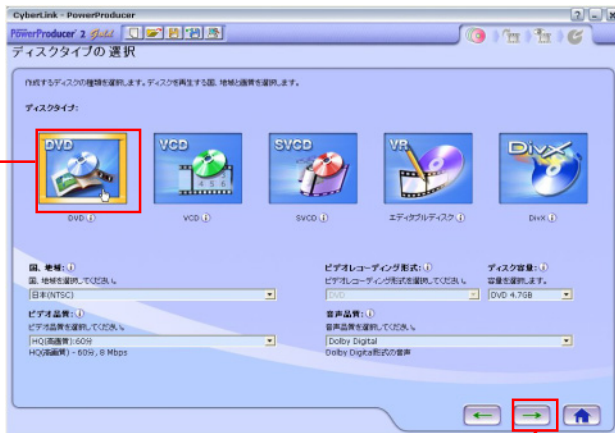 CyberLink - PowerProducer
PowerProducer 2 Gold
ディスクタイプの選択
作成するディスクの種類を選択します。ディスクを再生する国、地域と画質を選択します。
ディスクタイプ:
DVD
VCD
SVCD
VR
DivX
4 5 6
DVD
VCD
SVCD
エディタブルディスク
DivX
国、地域:
国、地域を選択してください。
日本(NTSC)
ビデオレコーディング形式:
ビデオレコーディング形式を選択してください。
DVD
ディスク容量:
容量を選択します。
DVD 4.7GB
ビデオ品質:
ビデオ品質を選択してください。
HQ(高画質):60分
HQ(高画質) - 60分, 8 Mbps
音声品質:
音声品質を選択してください。
Dolby Digital
Dolby Digital形式の音声